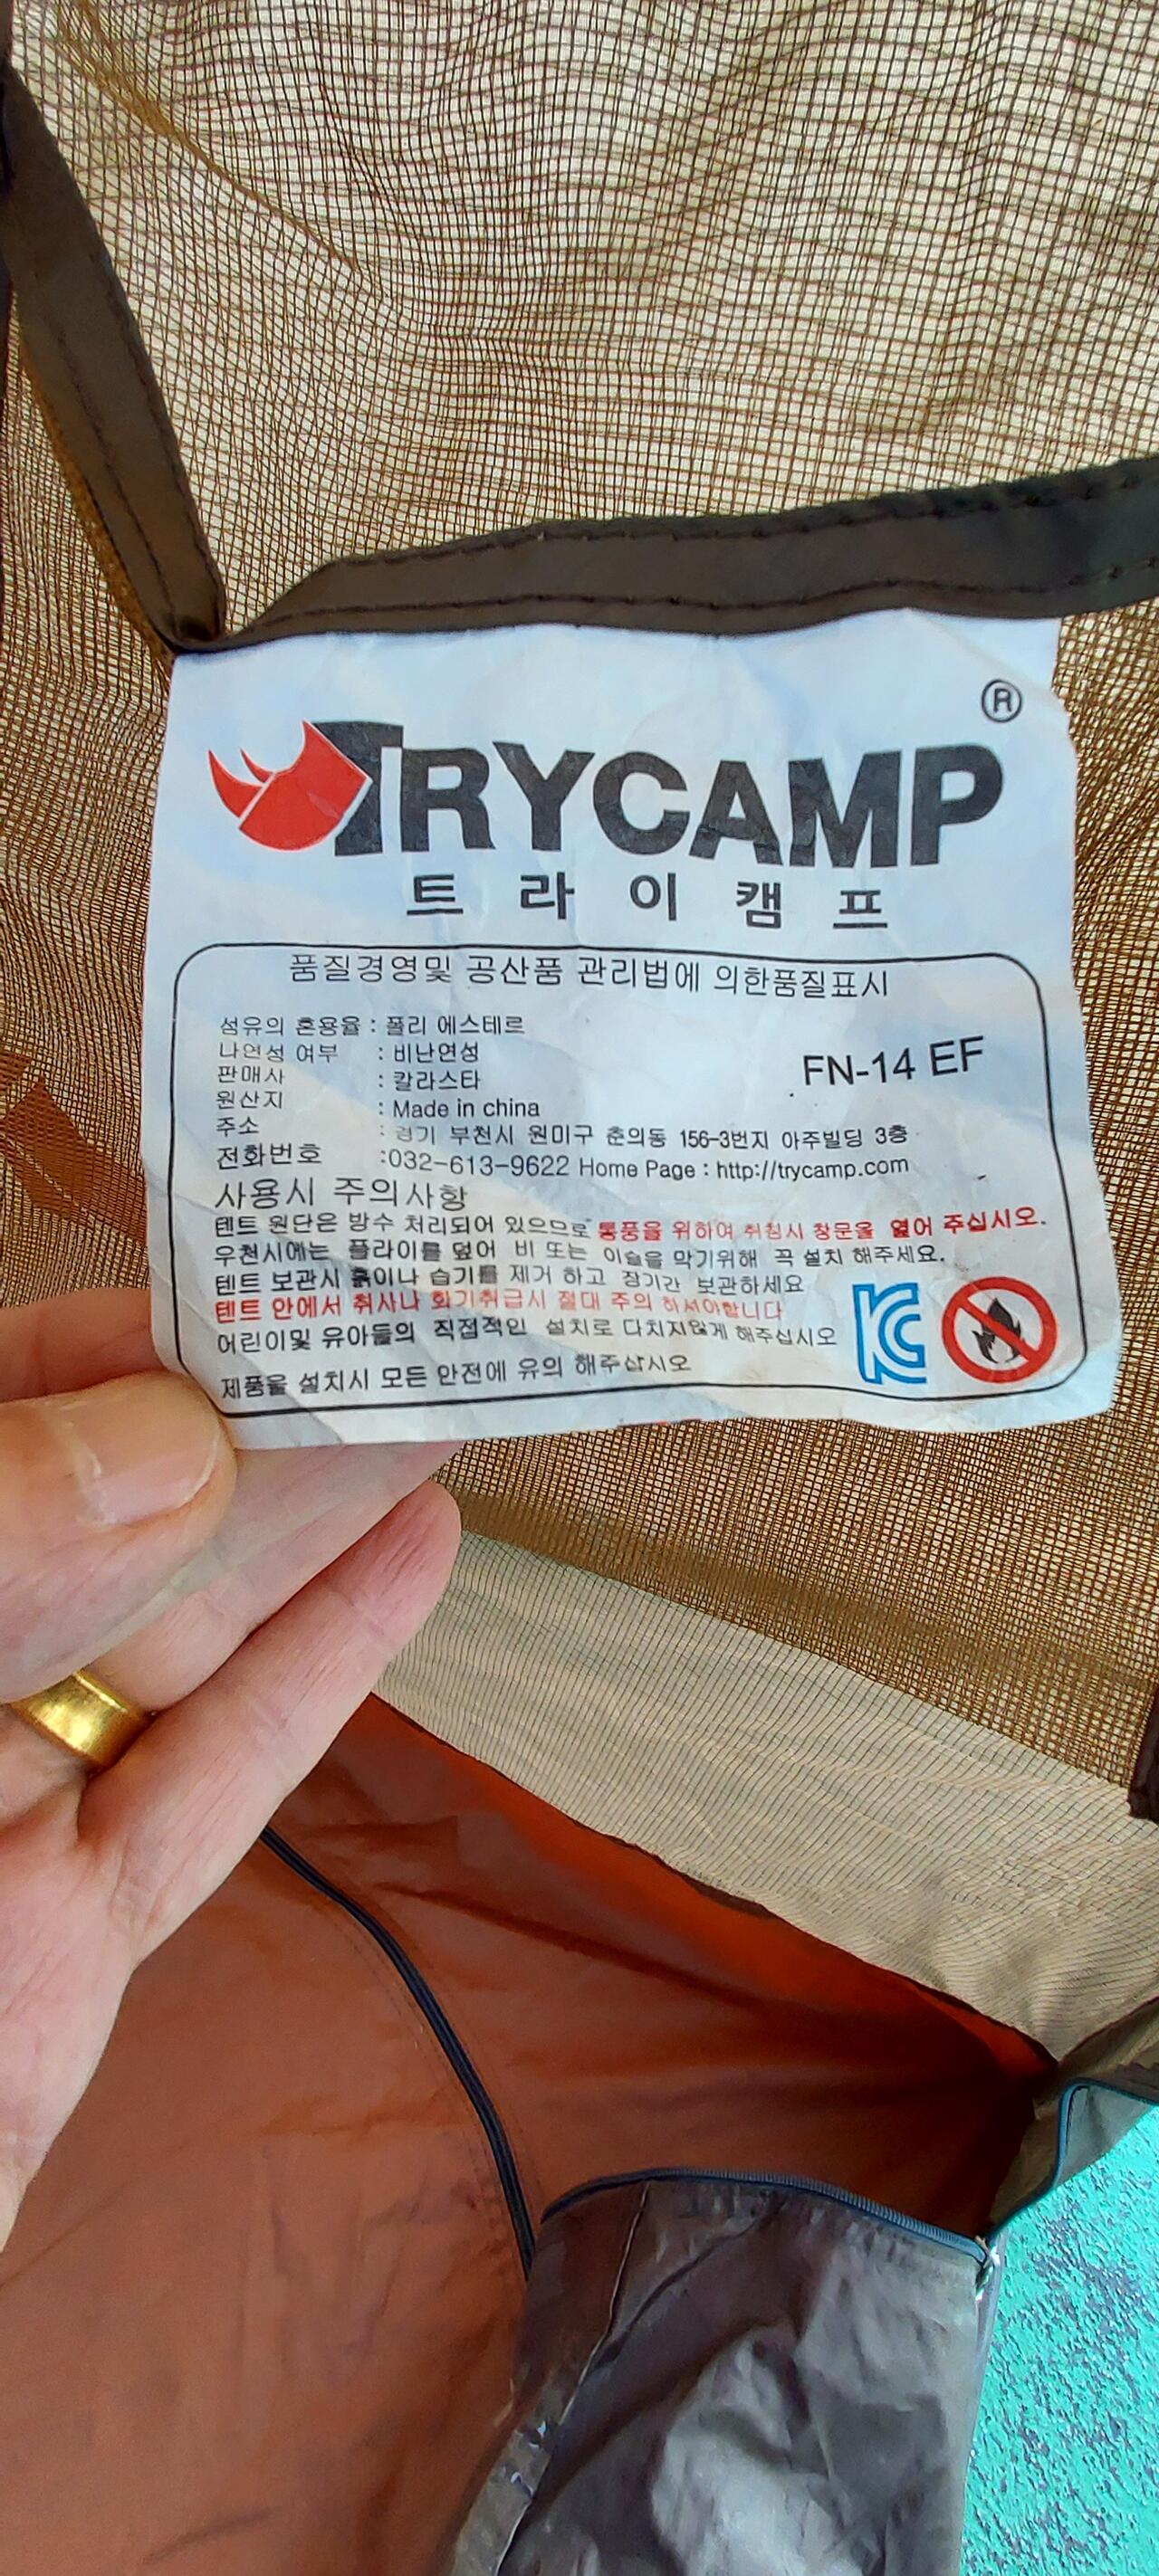 ®
TRYCAMP
트라이캠프
품질경영및 공산품 관리법에 의한품질표시
섬유의 혼용율 : 폴리 에스테르
나연성 여부 : 비난연성
FN-14 EF
판매사 : 칼라스타
원산지 : Made in china
주소 : 경기 부천시 원미구 춘의동 156-3번지 아주빌딩 3층
전화번호 :032-613-9622 Home Page : http://trycamp.com
사용시 주의사항
텐트 원단은 방수 처리되어 있으므로 통풍을 위하여 취침시 창문을 열어 주십시오.
우천시에는 플라이를 덮어 비 또는 이슬을 막기위해 꼭 설치 해주세요.
텐트 보관시 흙이나 습기를 제거 하고 장기간 보관하세요
텐트 안에서 취사나 화기취급시 절대 주의 하셔야합니다
어린이및 유아들의 직접적인 설치로 다치지않게 해주십시오
제품을 설치시 모든 안전에 유의 해주십시오
KC